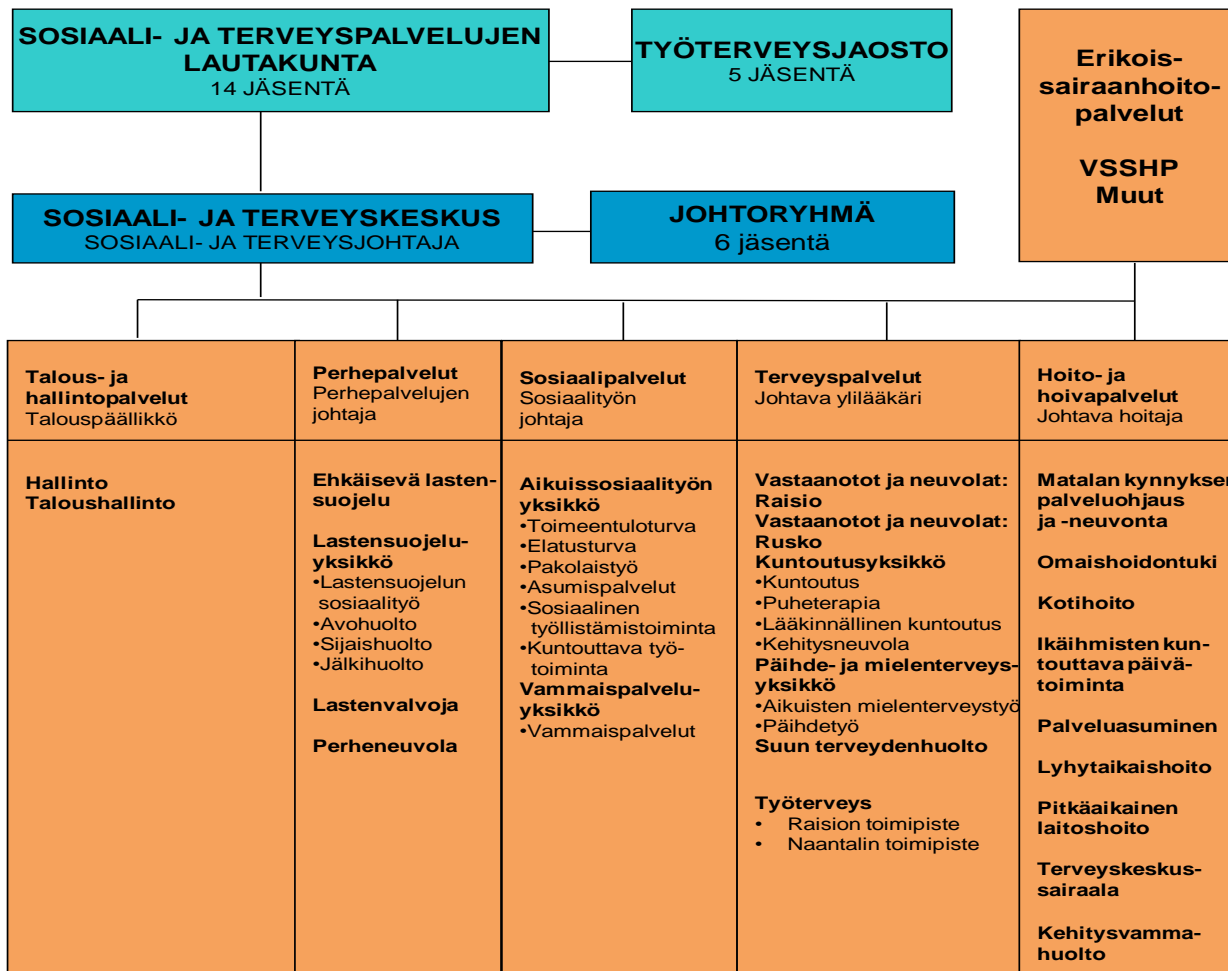 SOSIAALI- JA TERVEYSPALVELUJEN
LAUTAKUNTA
14 JÄSENTÄ
TYÖTERVEYSJAOSTO
5 JÄSENTÄ
Erikois-
sairaanhoito-
palvelut
VSSHP
Muut
SOSIAALI- JA TERVEYSKESKUS
SOSIAALI- JA TERVEYSJOHTAJA
JOHTORYHMÄ
6 jäsentä
Talous- ja
hallintopalvelut
Talouspäällikkö
Hallinto
Taloushallinto
Perhepalvelut
Perhepalvelujen
johtaja
Ehkäisevä lasten-
suojelu
Lastensuojelu-
yksikkö
•Lastensuojelun
sosiaalityö
•Avohuolto
•Sijaishuolto
•Jälkihuolto
Lastenvalvoja
Perheneuvola
Sosiaalipalvelut
Sosiaalityön
johtaja
Aikuissosiaalityön
yksikkö
•Toimeentuloturva
•Elatusturva
•Pakolaistyö
•Asumispalvelut
•Sosiaalinen
työllistämistoiminta
•Kuntouttava työ-
toiminta
Vammaispalvelu-
yksikkö
•Vammaispalvelut
Terveyspalvelut
Johtava ylilääkäri
Vastaanotot ja neuvolat:
Raisio
Vastaanotot ja neuvolat:
Rusko
Kuntoutusyksikkö
•Kuntoutus
•Puheterapia
•Lääkinnällinen kuntoutus
•Kehitysneuvola
Päihde- ja mielenterveys-
yksikkö
•Aikuisten mielenterveystyö
•Päihdetyö
Suun terveydenhuolto
Työterveys
• Raision toimipiste
• Naantalin toimipiste
Hoito- ja
hoivapalvelut
Johtava hoitaja
Matalan kynnyksen
palveluohjaus
ja -neuvonta
Omaishoidontuki
Kotihoito
Ikäihmisten kun-
touttava päivä-
toiminta
Palveluasuminen
Lyhytaikaishoito
Pitkäaikainen
laitoshoito
Terveyskeskus-
sairaala
Kehitysvamma-
huolto